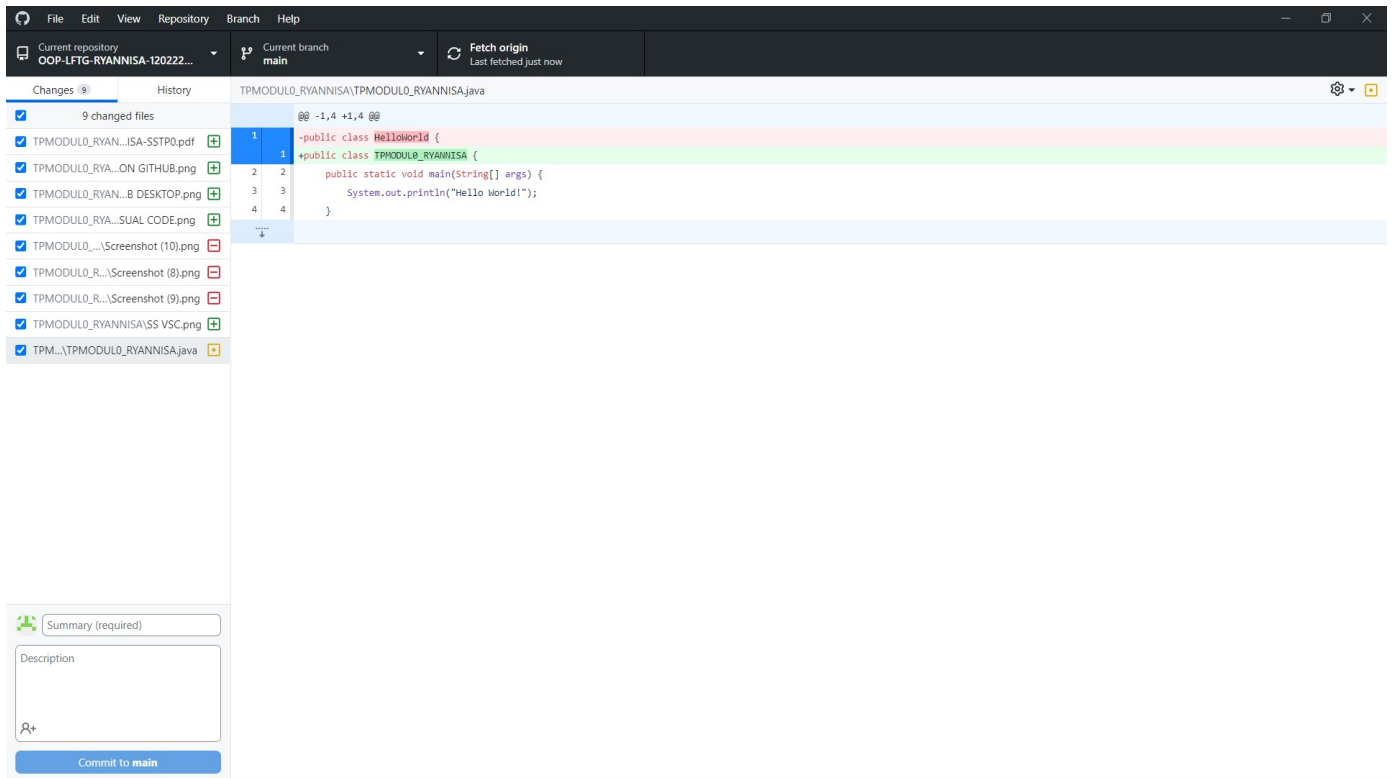 File Edit View Repository Branch Help
Current repository
OOP-LFTG-RYANNISA-120222...
Current branch
main
Fetch origin
Last fetched just now
Changes 9
History
TPMODUL0_RYANNISA\TPMODUL0_RYANNISA.java
9 changed files
TPMODUL0_RYAN...ISA-SSTP0.pdf
TPMODUL0_RYA...ON GITHUB.png
TPMODUL0_RYAN...B DESKTOP.png
TPMODUL0_RYA...SUAL CODE.png
TPMODUL0_...\Screenshot (10).png
TPMODUL0_R...\Screenshot (8).png
TPMODUL0_R...\Screenshot (9).png
TPMODUL0_RYANNISA\SS VSC.png
TPM...\TPMODUL0_RYANNISA.java
@@ -1,4 +1,4 @@
1 -public class HelloWorld {
1 +public class TPMODUL0_RYANNISA {
2 2 public static void main(String[] args) {
3 3 System.out.println("Hello World!");
4 4 }
Summary (required)
Description
Commit to main